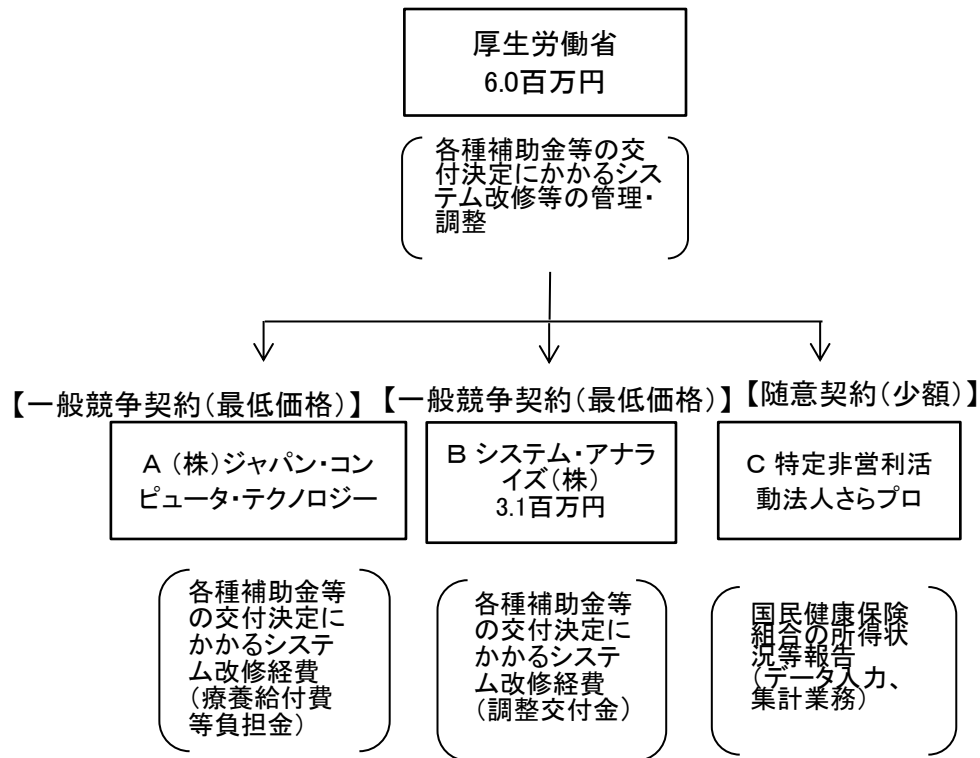 厚生労働省
6.0百万円
各種補助金等の交
付決定にかかるシス
テム改修等の管理・
調整
【一般競争契約(最低価格)】
【一般競争契約(最低価格)】
【随意契約(少額)】
A (株)ジャパン・コン
ピュータ・テクノロジー
B システム・アナラ
イズ(株)
3.1百万円
C 特定非営利活
動法人さらプロ
各種補助金等
の交付決定に
かかるシステ
ム改修経費
(療養給付費
等負担金)
各種補助金等
の交付決定に
かかるシステ
ム改修経費
(調整交付金)
国民健康保険
組合の所得状
況等報告
(データ入力、
集計業務)